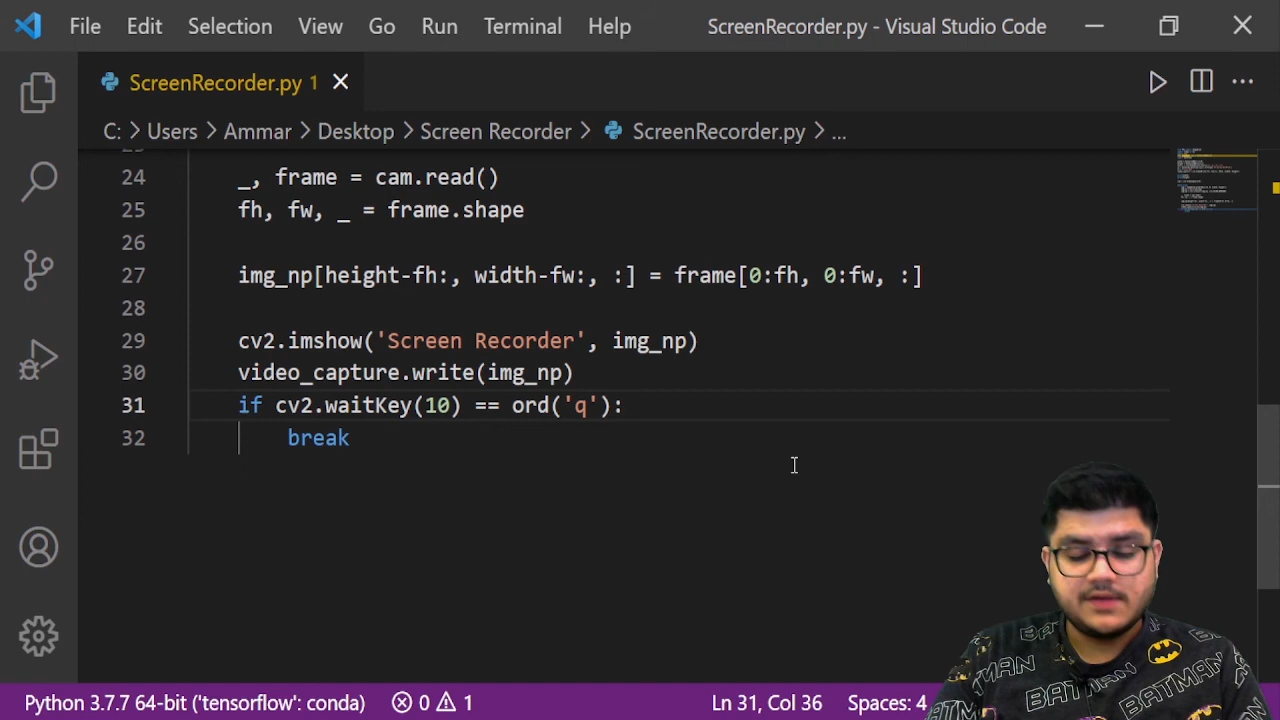 File Edit Selection View Go Run Terminal Help ScreenRecorder.py - Visual Studio Code
ScreenRecorder.py 1
C: > Users > Ammar > Desktop > Screen Recorder > ScreenRecorder.py > ...
24 _, frame = cam.read()
25 fh, fw, _ = frame.shape
26
27 img_np[height-fh:, width-fw:, :] = frame[0:fh, 0:fw, :]
28
29 cv2.imshow('Screen Recorder', img_np)
30 video_capture.write(img_np)
31 if cv2.waitKey(10) == ord('q'):
32 break
BATMAN
BATMAN
BATMAN
Python 3.7.7 64-bit ('tensorflow': conda) 0 1 Ln 31, Col 36 Spaces: 4